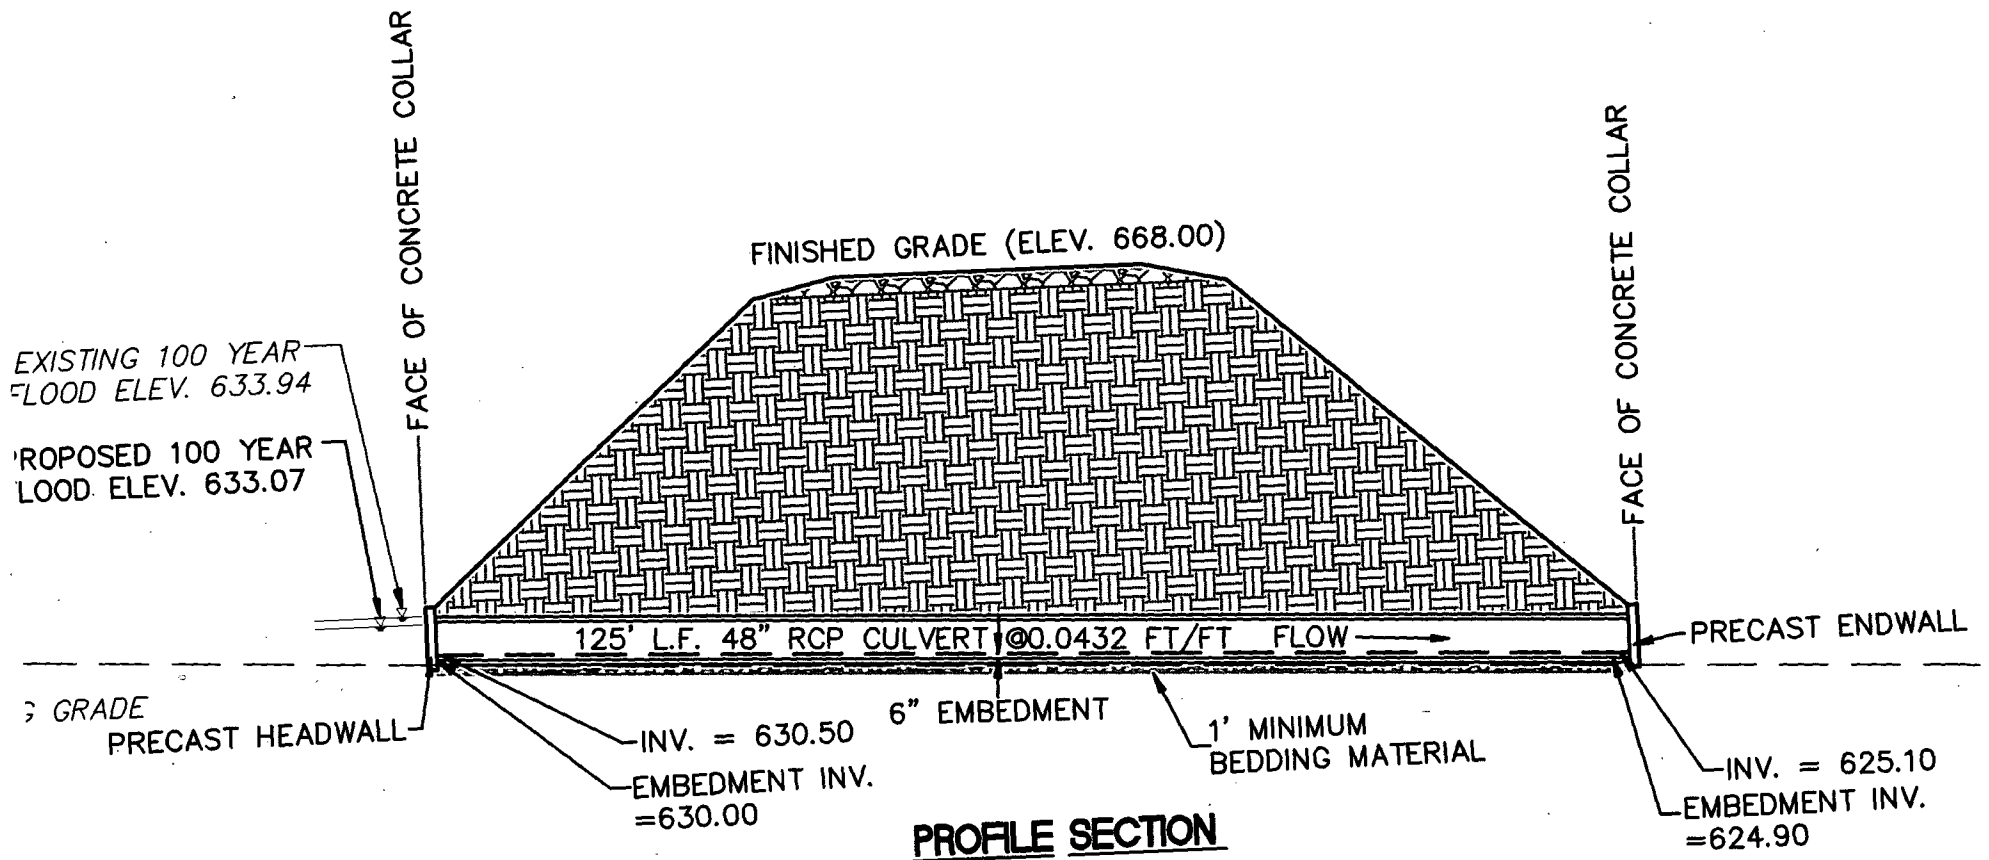 FACE OF CONCRETE COLLAR
FACE OF CONCRETE COLLAR
FINISHED GRADE (ELEV. 668.00)
EXISTING 100 YEAR
FLOOD ELEV. 633.94
ROPOSED 100 YEAR
LOOD ELEV. 633.07
125' L.F. 48" RCP CULVERT @0.0432 FT/FT FLOW
PRECAST ENDWALL
GRADE
PRECAST HEADWALL
6" EMBEDMENT
INV. = 630.50
1' MINIMUM
BEDDING MATERIAL
EMBEDMENT INV.
=630.00
INV. = 625.10
EMBEDMENT INV.
=624.90
PROFILE SECTION